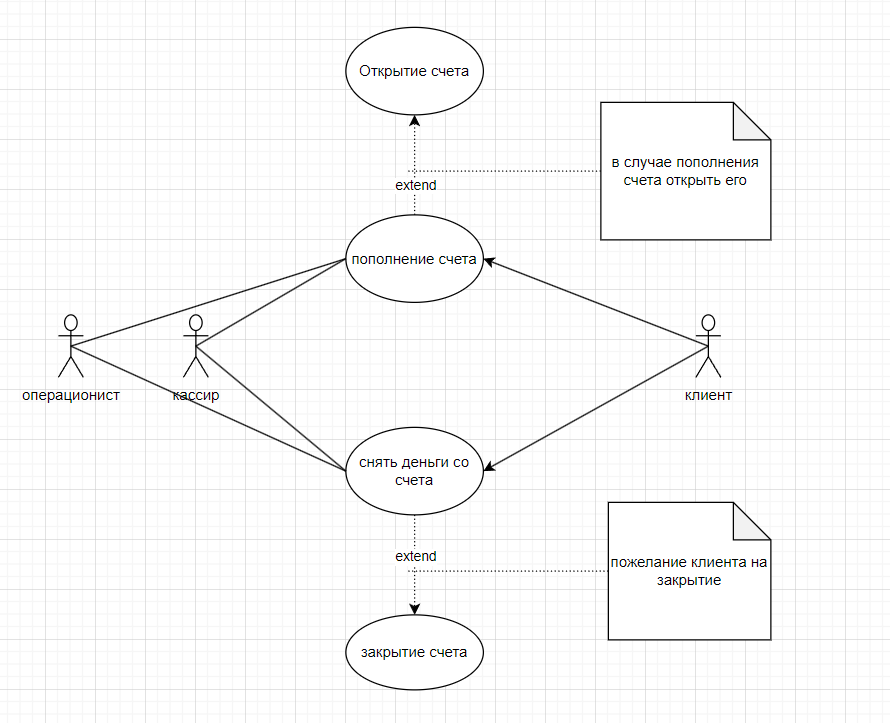 Открытие счета
в случае пополнения
счета открыть его
extend
пополнение счета
операционист
кассир
клиент
снять деньги со
счета
extend
пожелание клиента на
закрытие
закрытие счета